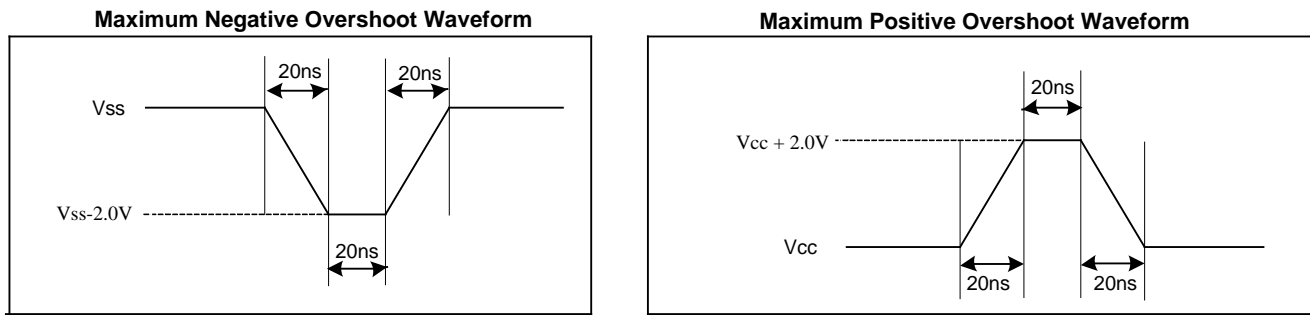 Maximum Negative Overshoot Waveform
20ns
20ns
Vss
Vss-2.0V
20ns
Maximum Positive Overshoot Waveform
20ns
Vcc + 2.0V
Vcc
20ns
20ns